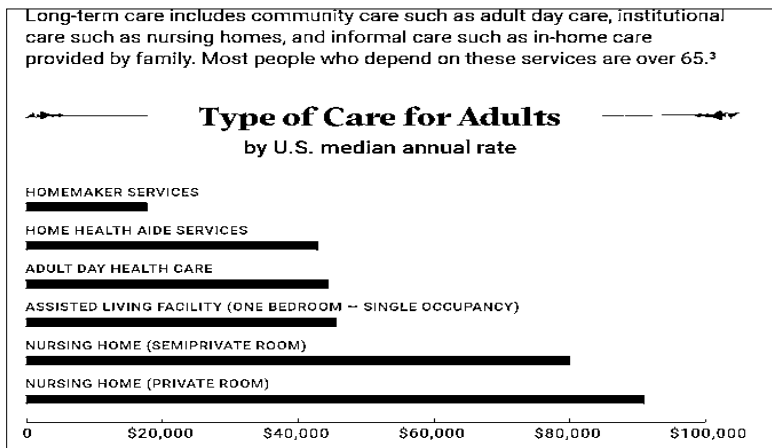 Long-term care includes community care such as adult day care, institutional
care such as nursing homes, and informal care such as in-home care
provided by family. Most people who depend on these services are over 65.³
Type of Care for Adults
by U.S. median annual rate
HOMEMAKER SERVICES
HOME HEALTH AIDE SERVICES
ADULT DAY HEALTH CARE
ASSISTED LIVING FACILITY (ONE BEDROOM – SINGLE OCCUPANCY)
NURSING HOME (SEMIPRIVATE ROOM)
NURSING HOME (PRIVATE ROOM)
0 $20,000 $40,000 $60,000 $80,000 $100,000